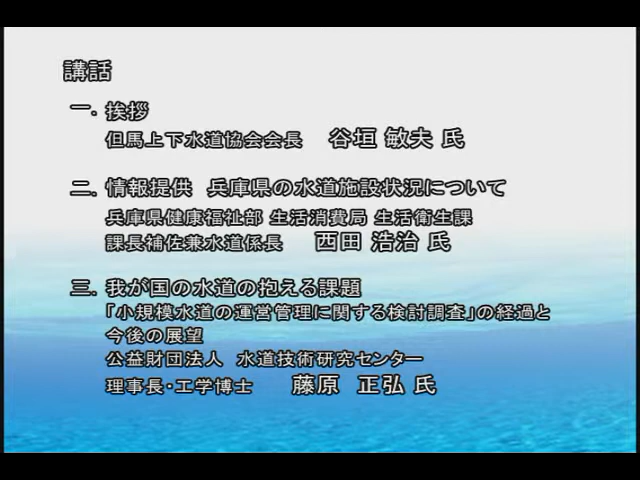 講話
一. 挨拶
但馬上下水道協会会長 谷垣 敏夫 氏
二. 情報提供 兵庫県の水道施設状況について
兵庫県健康福祉部 生活消費局 生活衛生課
課長補佐兼水道係長 西田 浩治 氏
三. 我が国の水道の抱える課題
「小規模水道の運営管理に関する検討調査」の経過と
今後の展望
公益財団法人 水道技術研究センター
理事長・工学博士 藤原 正弘 氏